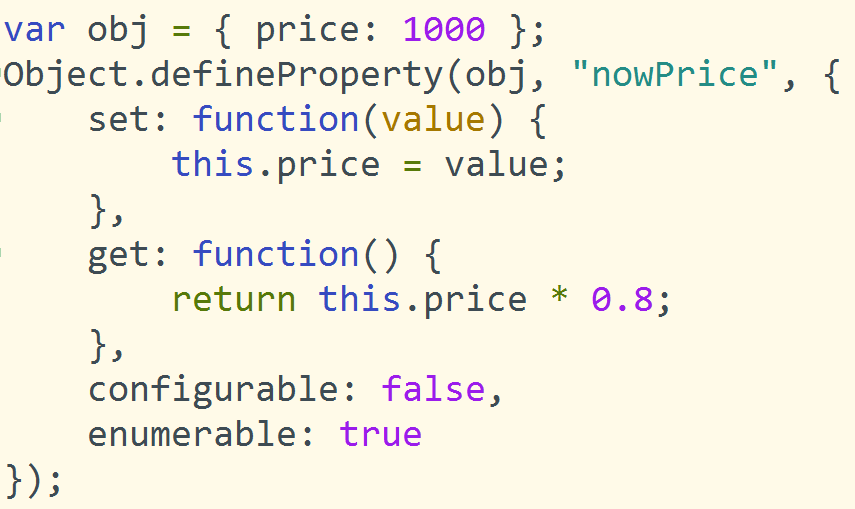 var obj = { price: 1000 };
Object.defineProperty(obj, "nowPrice", {
    set: function(value) {
        this.price = value;
    },
    get: function() {
        return this.price * 0.8;
    },
    configurable: false,
    enumerable: true
});